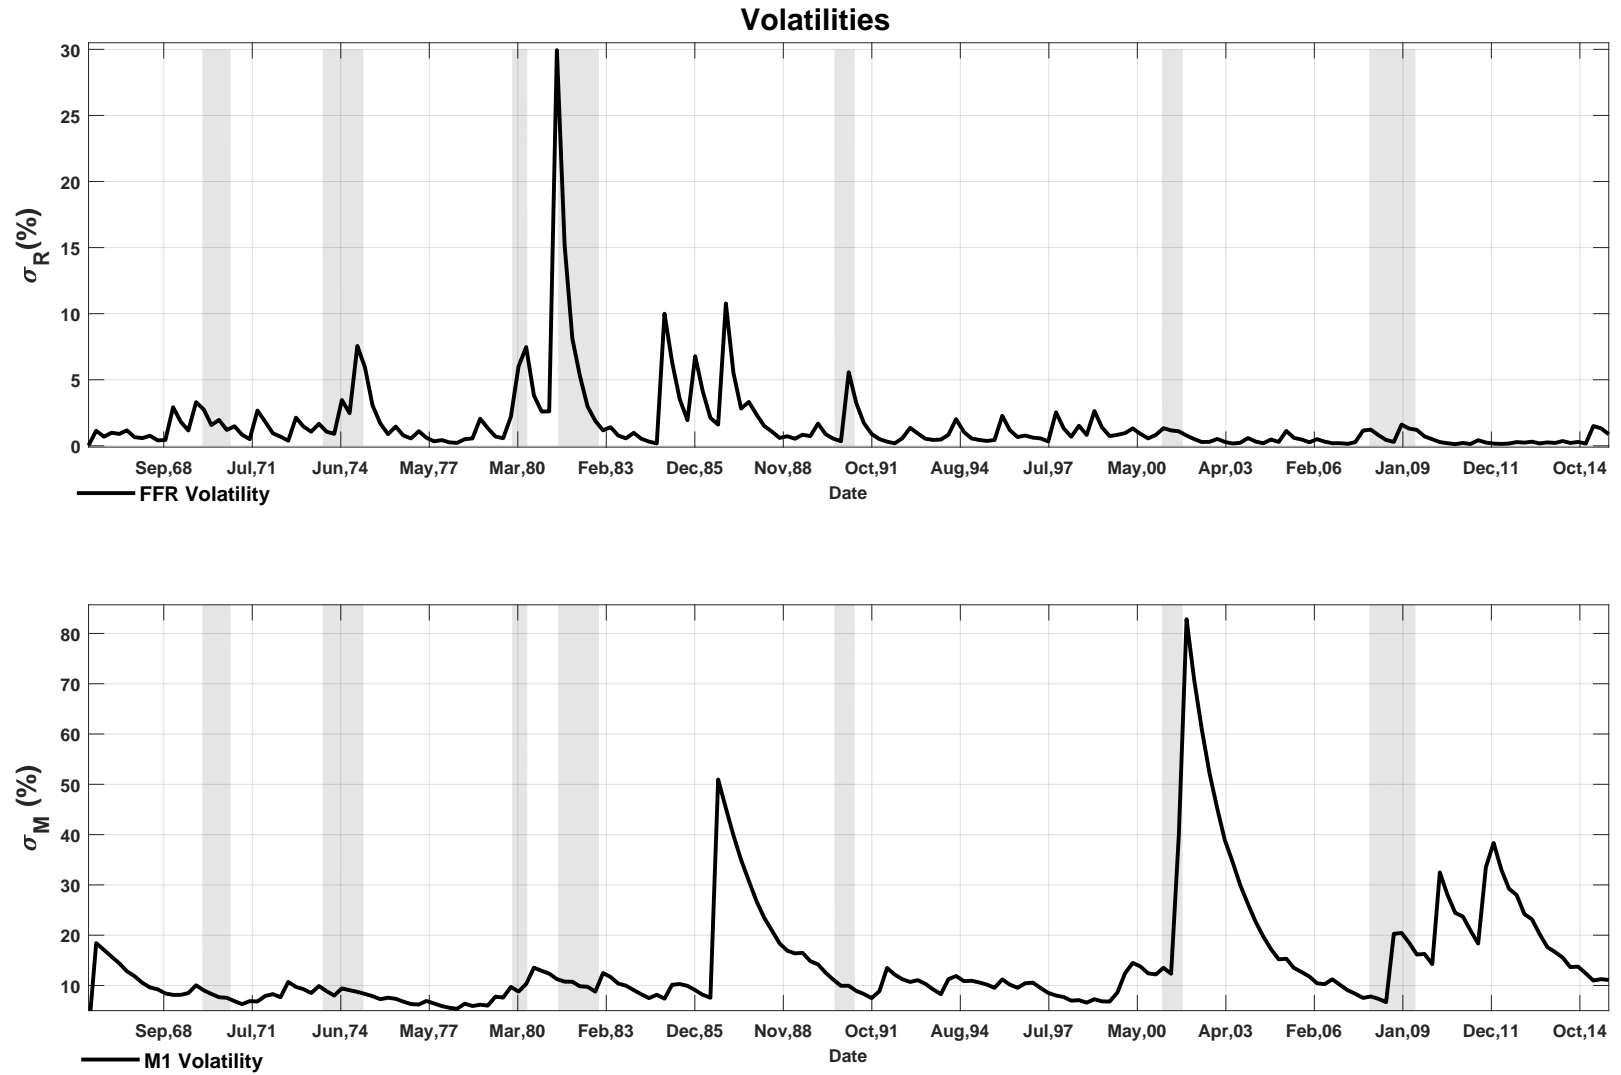 Volatilities
30
25
20
15
10
5
0
σR(%)
Sep,68 Jul,71 Jun,74 May,77 Mar,80 Feb,83 Dec,85 Nov,88 Oct,91 Aug,94 Jul,97 May,00 Apr,03 Feb,06 Jan,09 Dec,11 Oct,14
Date
FFR Volatility
80
70
60
50
40
30
20
10
σM (%)
Sep,68 Jul,71 Jun,74 May,77 Mar,80 Feb,83 Dec,85 Nov,88 Oct,91 Aug,94 Jul,97 May,00 Apr,03 Feb,06 Jan,09 Dec,11 Oct,14
Date
M1 Volatility